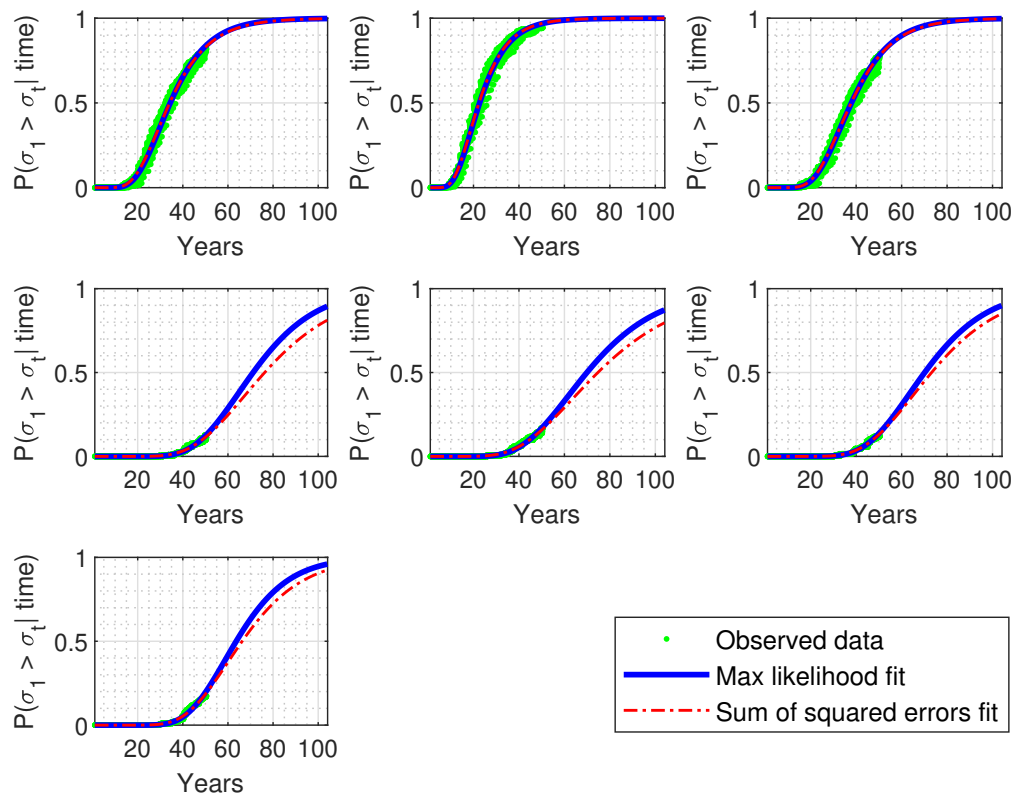 P(σ1 > σt| time)
1
0.5
0
20 40 60 80 100
Years
P(σ1 > σt| time)
1
0.5
0
20 40 60 80 100
Years
P(σ1 > σt| time)
1
0.5
0
20 40 60 80 100
Years
P(σ1 > σt| time)
1
0.5
0
20 40 60 80 100
Years
P(σ1 > σt| time)
1
0.5
0
20 40 60 80 100
Years
P(σ1 > σt| time)
1
0.5
0
20 40 60 80 100
Years
P(σ1 > σt| time)
1
0.5
0
20 40 60 80 100
Years
Observed data
Max likelihood fit
Sum of squared errors fit